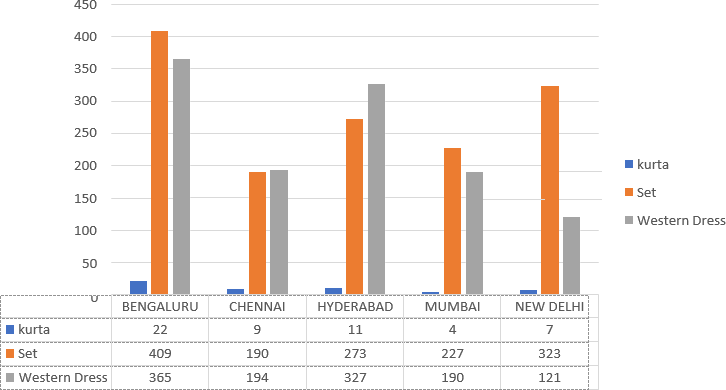 450
400
350
300
250
200
150
100
50
0
kurta
Set
Western Dress
BENGALURU CHENNAI HYDERABAD MUMBAI NEW DELHI
kurta 22 9 11 4 7
Set 409 190 273 227 323
Western Dress 365 194 327 190 121